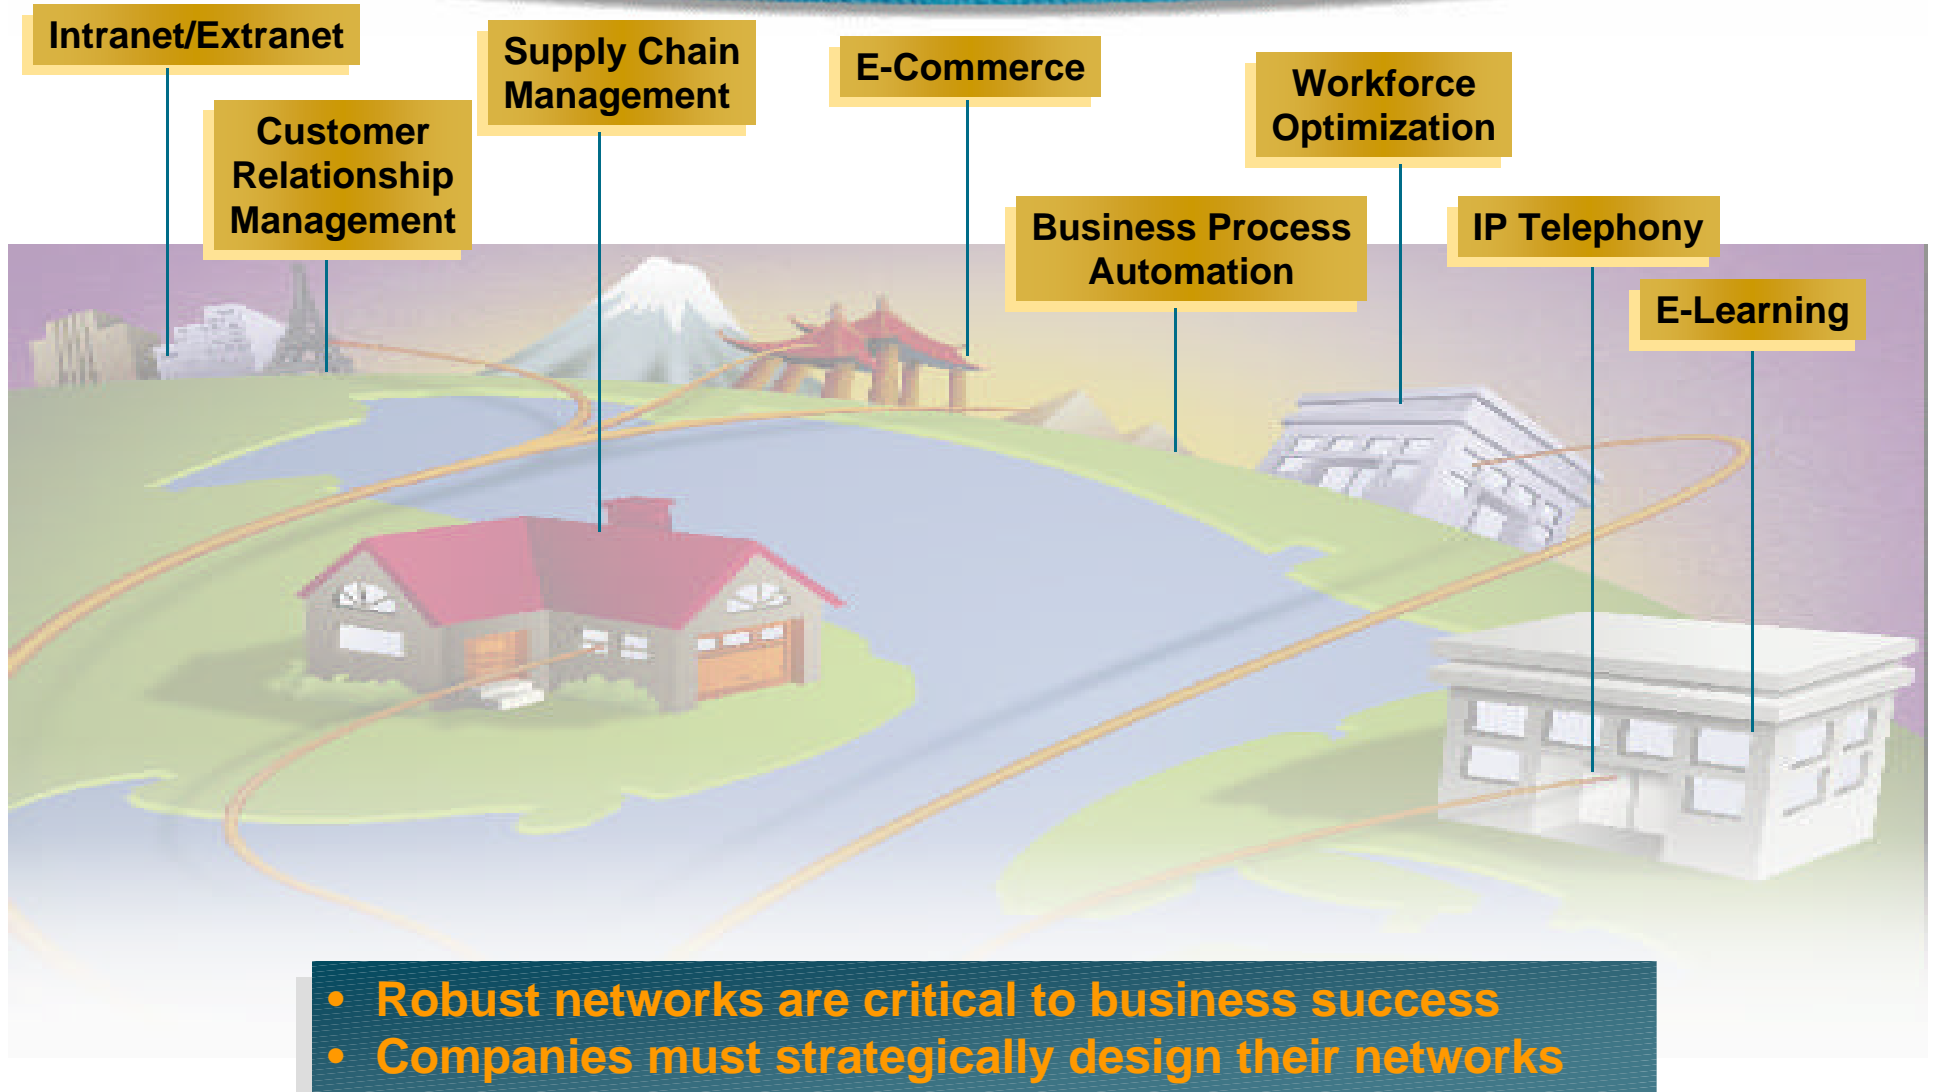 Intranet/Extranet
Supply Chain
Management
E-Commerce
Workforce
Optimization
Customer
Relationship
Management
Business Process
Automation
IP Telephony
E-Learning
• Robust networks are critical to business success
• Companies must strategically design their networks